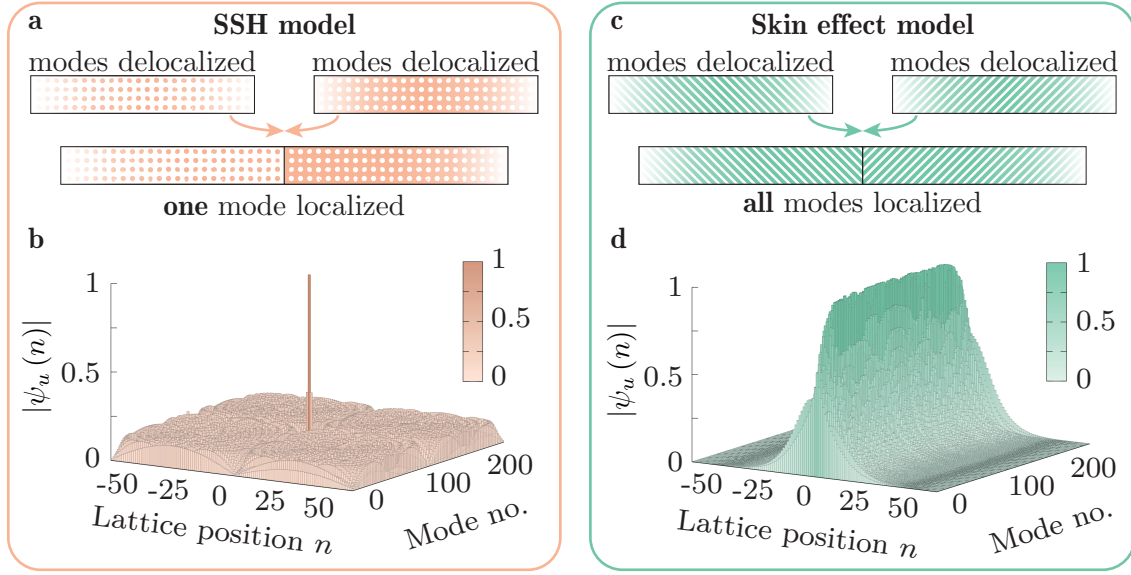 a
SSH model
modes delocalized
modes delocalized
one mode localized
b
1
0.5
0
|ψu (n)|
1
0.5
0
-50
-25
0
25
50
Lattice position n
0
100
200
Mode no.
c
Skin effect model
modes delocalized
modes delocalized
all modes localized
d
1
0.5
0
|ψu (n)|
1
0.5
0
-50
-25
0
25
50
Lattice position n
0
100
200
Mode no.